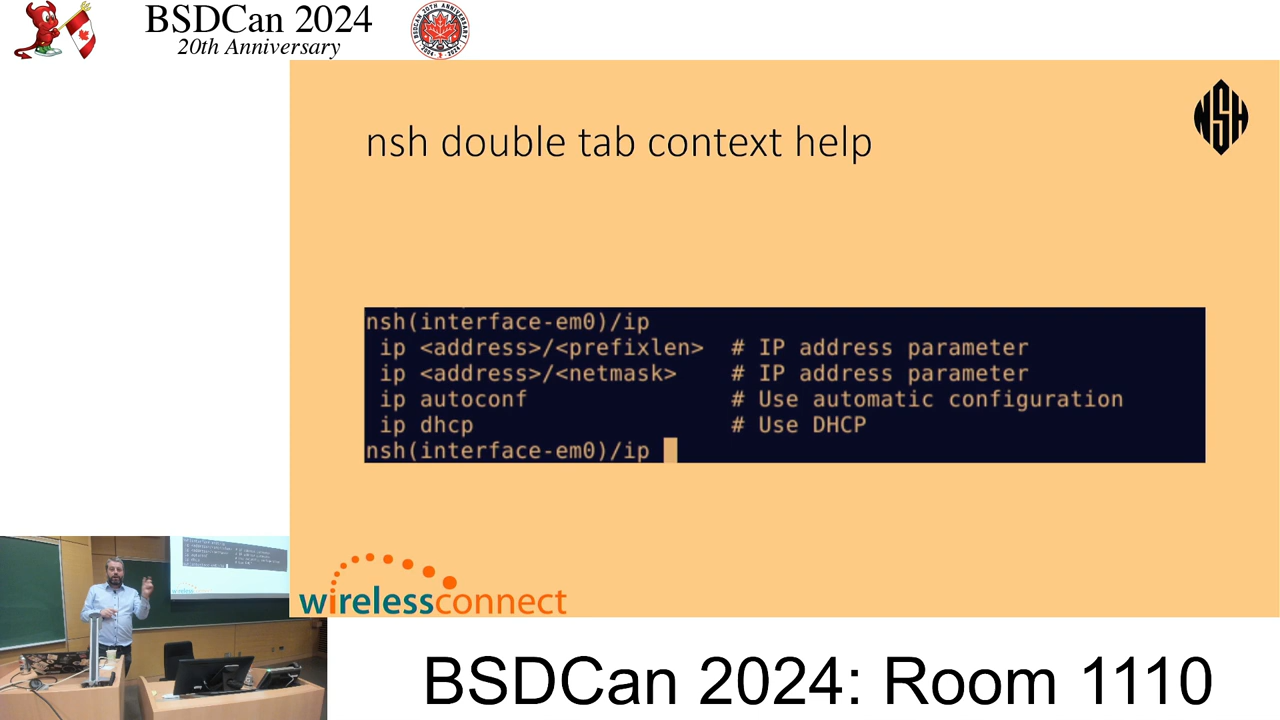 BSDCan 2024
20th Anniversary
NSH
nsh double tab context help
nsh(interface-em0)/ip
ip <address>/<prefixlen> # IP address parameter
ip <address>/<netmask> # IP address parameter
ip autoconf # Use automatic configuration
ip dhcp # Use DHCP
nsh(interface-em0)/ip
wirelessconnect
BSDCan 2024: Room 1110